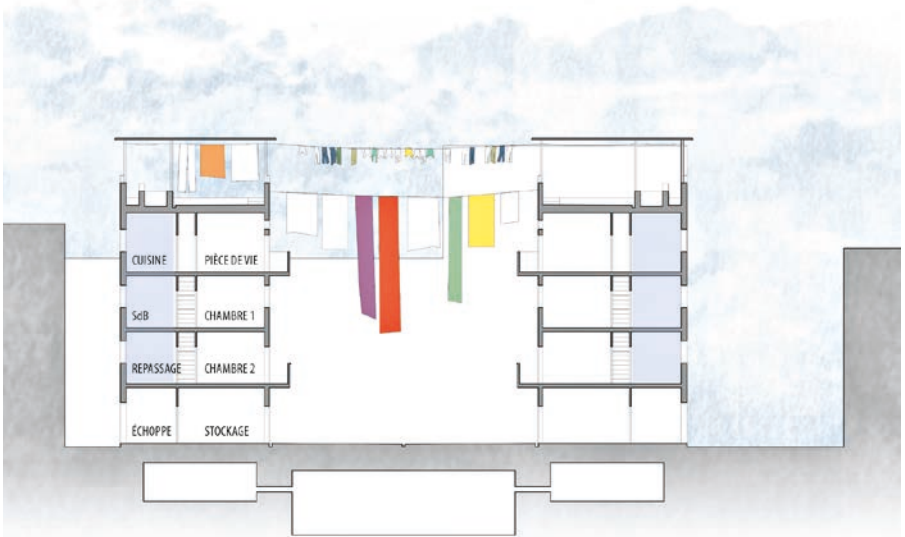 CUISINE PIÈCE DE VIE
SdB CHAMBRE 1
REPASSAGE CHAMBRE 2
ÉCHOPPE STOCKAGE